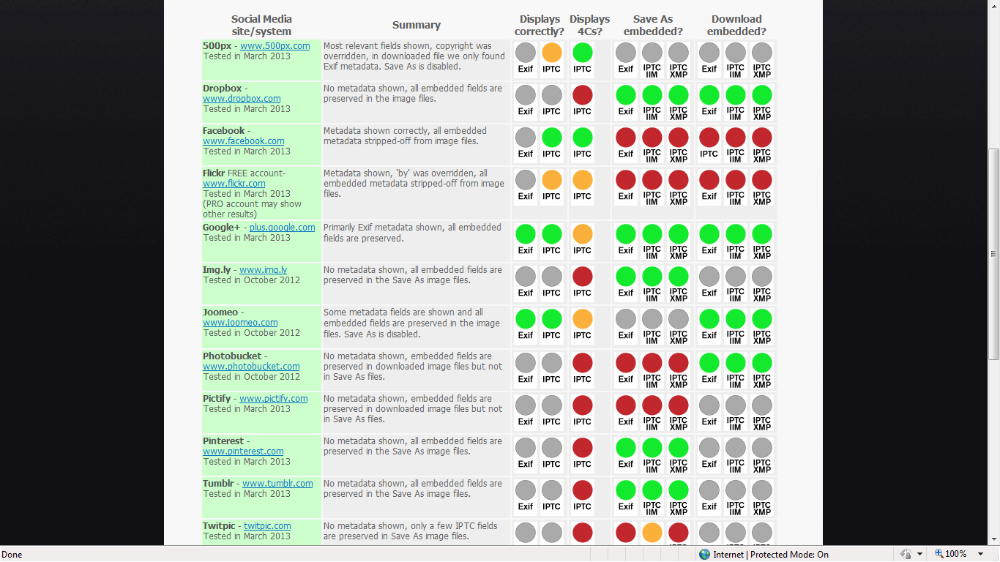 Social Media
site/system
Summary
Displays
correctly?
Displays
4Cs?
Save As
embedded?
Download
embedded?
500px - www.500px.com
Tested in March 2013
Most relevant fields shown, copyright was
overridden, in downloaded file we only found
Exif metadata. Save As is disabled.
Exif IPTC IPTC Exif IPTC IIM IPTC XMP Exif IPTC IIM IPTC XMP
Dropbox -
www.dropbox.com
Tested in March 2013
No metadata shown, all embedded fields are
preserved in the image files.
Exif IPTC IPTC Exif IPTC IIM IPTC XMP Exif IPTC IIM IPTC XMP
Facebook -
www.facebook.com
Tested in March 2013
Metadata shown correctly, all embedded
metadata stripped-off from image files.
Exif IPTC IPTC Exif IPTC IIM IPTC XMP IPTC IPTC IIM IPTC XMP
Flickr FREE account-
www.flickr.com
Tested in March 2013
(PRO account may show
other results)
Metadata shown, 'by' was overridden, all
embedded metadata stripped-off from image
files.
Exif IPTC IPTC Exif IPTC IIM IPTC XMP Exif IPTC IIM IPTC XMP
Google+ - plus.google.com
Tested in March 2013
Primarily Exif metadata shown, all embedded
fields are preserved.
Exif IPTC IPTC Exif IPTC IIM IPTC XMP Exif IPTC IIM IPTC XMP
Img.ly - www.img.ly
Tested in October 2012
No metadata shown, all embedded fields are
preserved in the Save As image files.
Exif IPTC IPTC Exif IPTC IIM IPTC XMP Exif IPTC IIM IPTC XMP
Joomeo -
www.joomeo.com
Tested in October 2012
Some metadata fields are shown and all
embedded fields are preserved in the image
files. Save As is disabled.
Exif IPTC IPTC Exif IPTC IIM IPTC XMP Exif IPTC IIM IPTC XMP
Photobucket -
www.photobucket.com
Tested in October 2012
No metadata shown, embedded fields are
preserved in downloaded image files but not
in Save As files.
Exif IPTC IPTC Exif IPTC IIM IPTC XMP Exif IPTC IIM IPTC XMP
Pictify - www.pictify.com
Tested in March 2013
No metadata shown, embedded fields are
preserved in downloaded image files but not
in Save As files.
Exif IPTC IPTC Exif IPTC IIM IPTC XMP Exif IPTC IIM IPTC XMP
Pinterest -
www.pinterest.com
Tested in March 2013
No metadata shown, all embedded fields are
preserved in the Save As image files.
Exif IPTC IPTC Exif IPTC IIM IPTC XMP Exif IPTC IIM IPTC XMP
Tumblr - www.tumblr.com
Tested in March 2013
No metadata shown, all embedded fields are
preserved in the Save As image files.
Exif IPTC IPTC Exif IPTC IIM IPTC XMP Exif IPTC IIM IPTC XMP
Twitpic - twitpic.com
Tested in March 2013
No metadata shown, only a few IPTC fields
are preserved in Save As image files.
Done
Internet | Protected Mode: On
100%